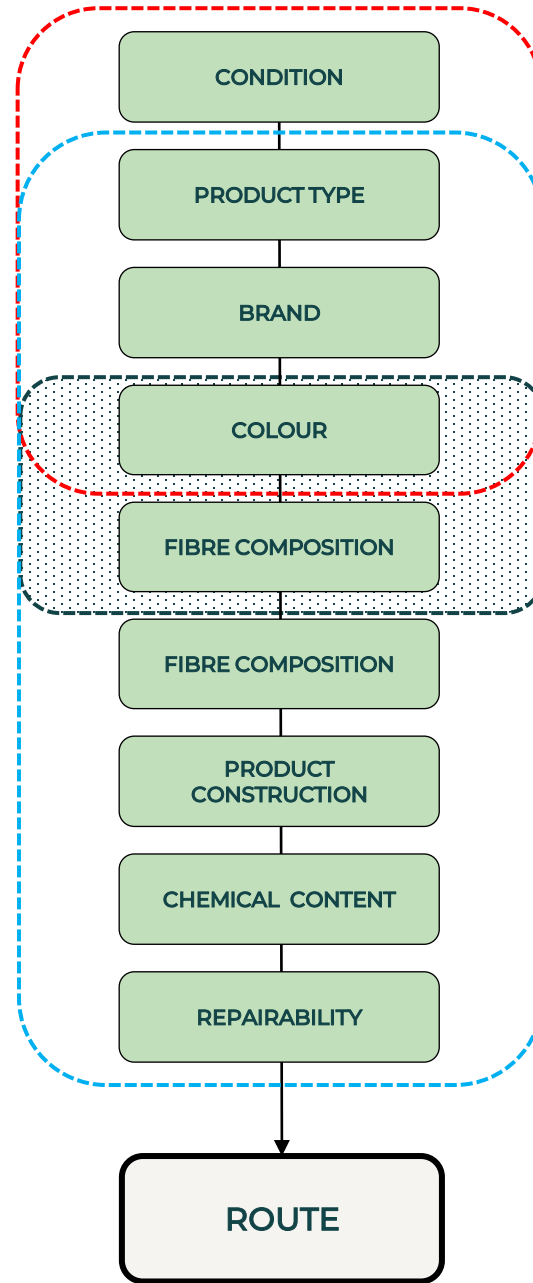 CONDITION
PRODUCT TYPE
BRAND
COLOUR
FIBRE COMPOSITION
FIBRE COMPOSITION
PRODUCT
CONSTRUCTION
CHEMICAL CONTENT
REPAIRABILITY
ROUTE